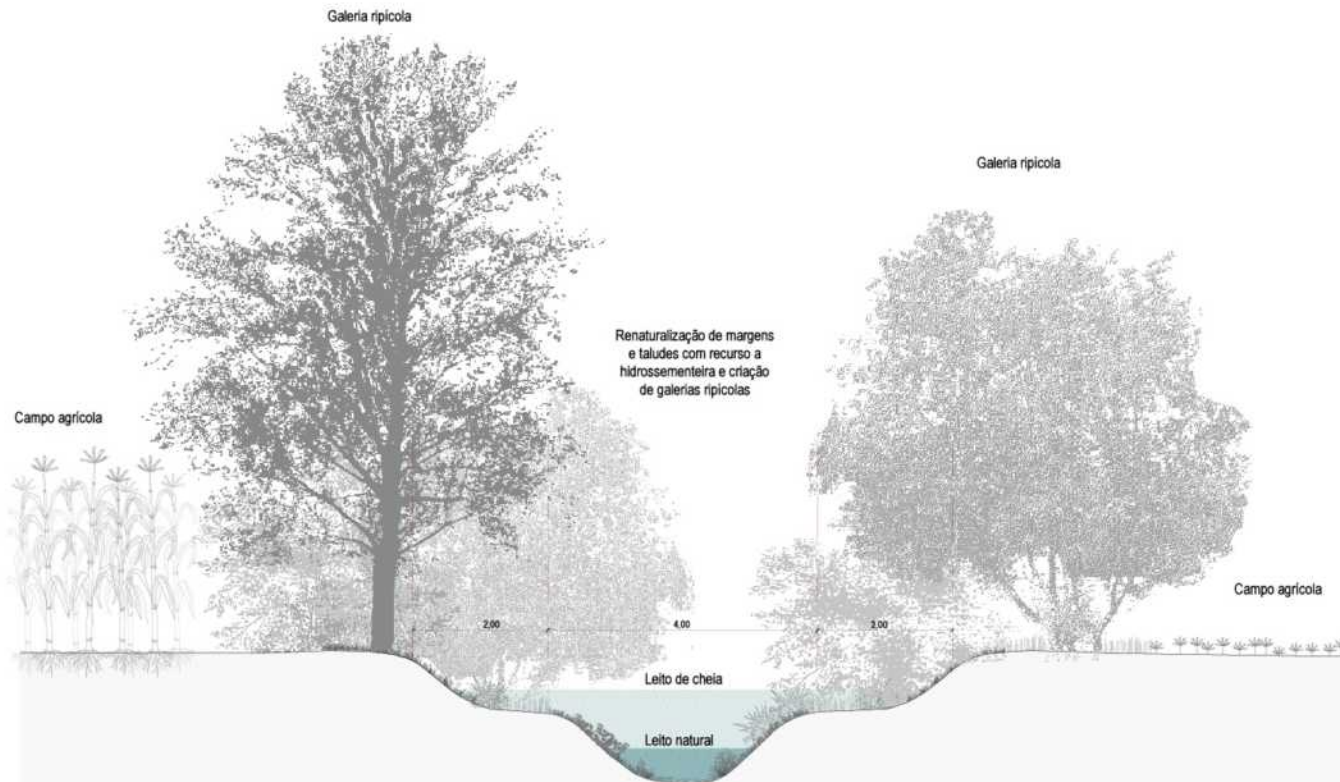 Galeria ripícola
Galeria ripícola
Renaturalização de margens
e taludes com recurso a
hidrossementeira e criação
de galerias ripícolas
Campo agrícola
Campo agrícola
2,00
4,00
2,00
Leito de cheia
Leito natural